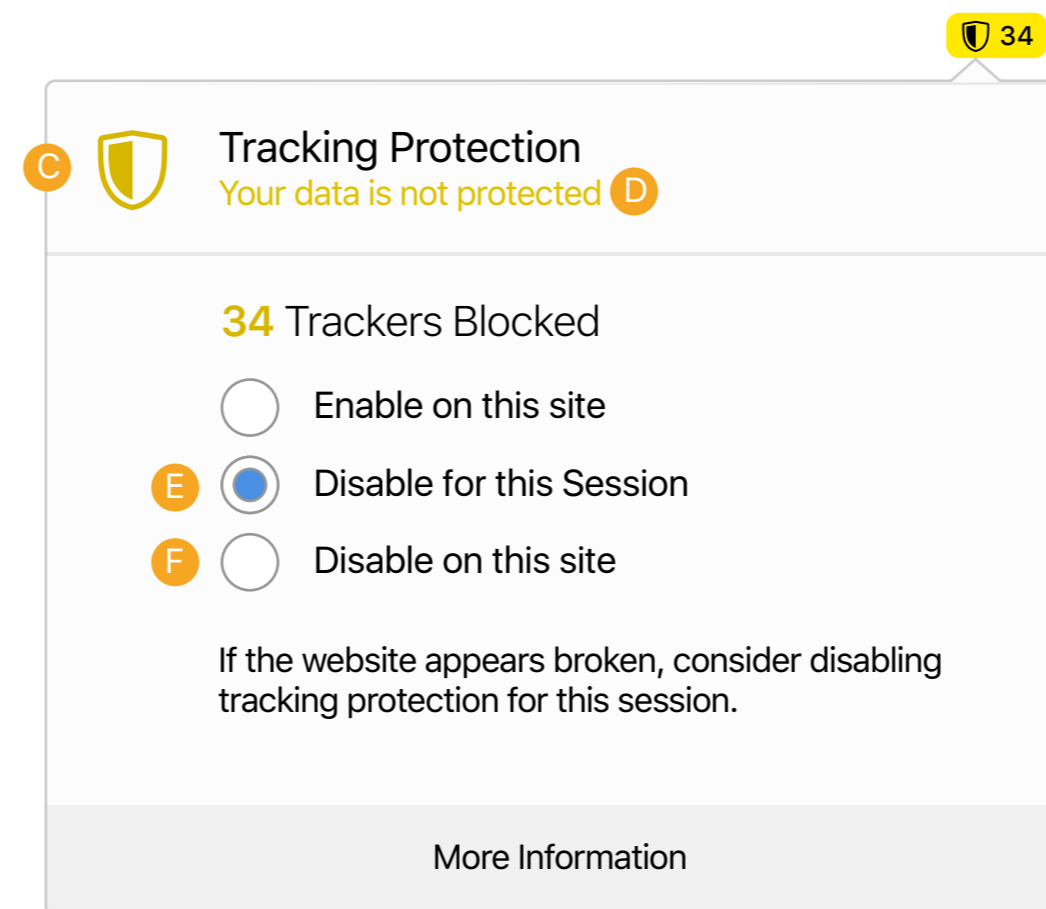 34
C
Tracking Protection
Your data is not protected D
34 Trackers Blocked
Enable on this site
E Disable for this Session
F Disable on this site
If the website appears broken, consider disabling
tracking protection for this session.
More Information